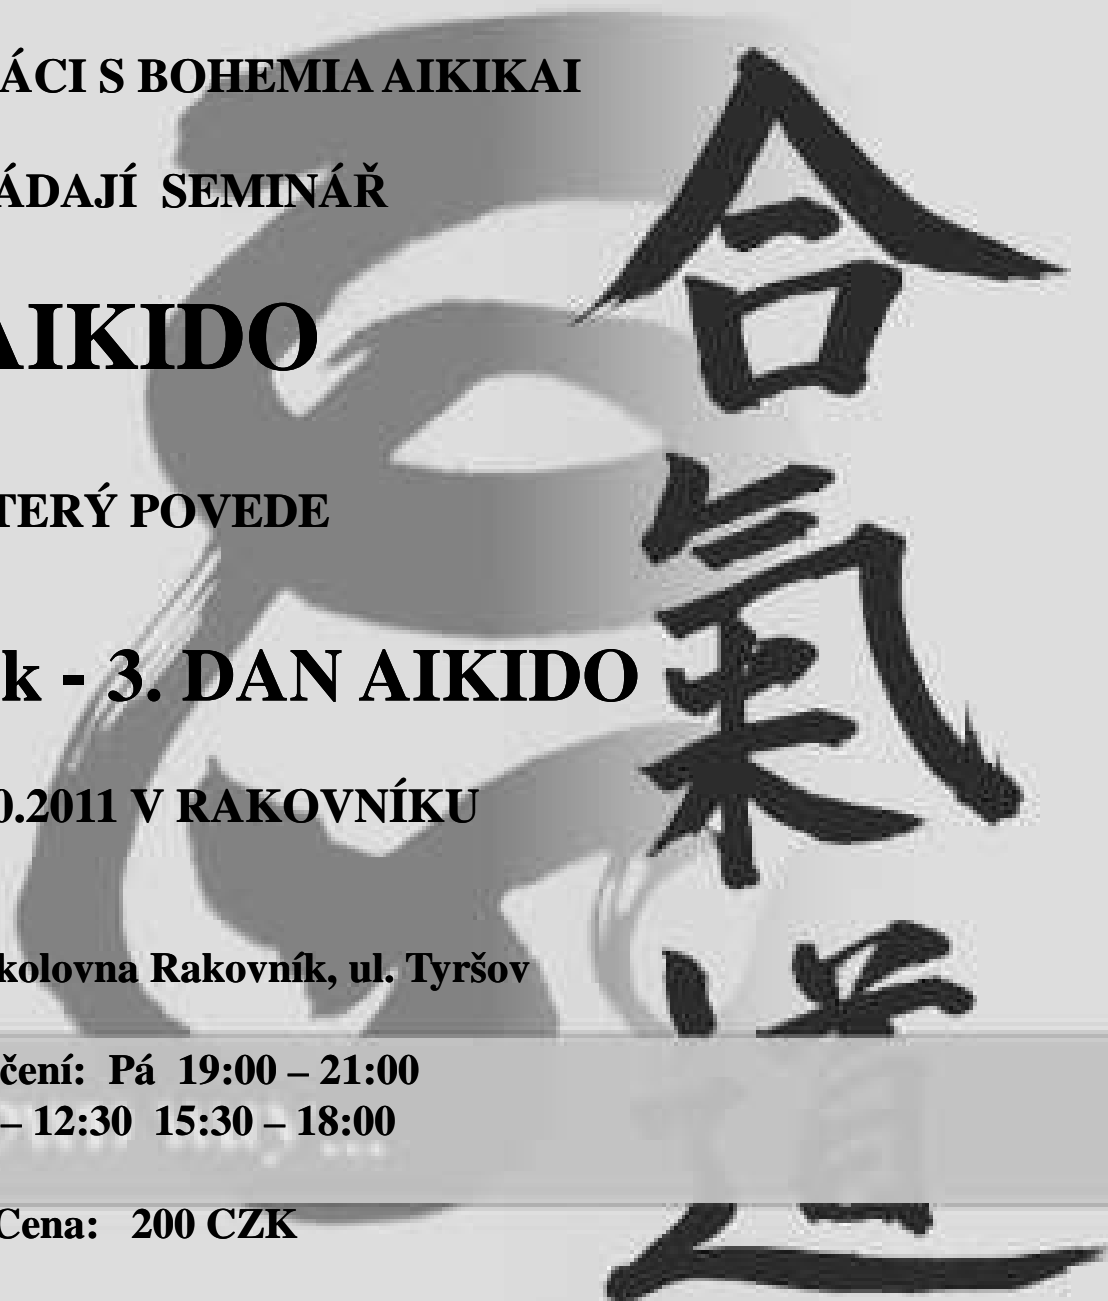 ÁCI S BOHEMIA AIKIKAI
ÁDAJÍ SEMINÁŘ
AIKIDO
TERÝ POVEDE
k - 3. DAN AIKIDO
0.2011 V RAKOVNÍKU
kolovna Rakovník, ul. Tyršov
čení: Pá 19:00 – 21:00
– 12:30 15:30 – 18:00
Cena: 200 CZK
合
氣
道